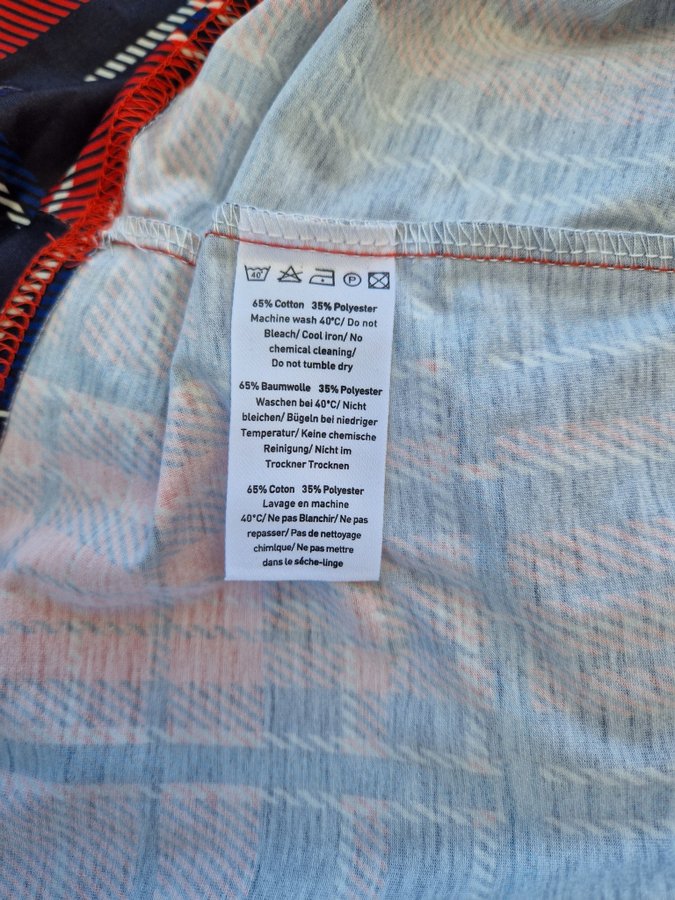 40°
P
65% Cotton 35% Polyester
Machine wash 40°C/ Do not
Bleach/ Cool iron/ No
chemical cleaning/
Do not tumble dry
65% Baumwolle 35% Polyester
Waschen bei 40°C/ Nicht
bleichen/ Bügeln bei niedriger
Temperatur/ Keine chemische
Reinigung/ Nicht im
Trockner Trocknen
65% Coton 35% Polyester
Lavage en machine
40°C/ Ne pas Blanchir/ Ne pas
repasser/ Pas de nettoyage
chimique/ Ne pas mettre
dans le séche-linge